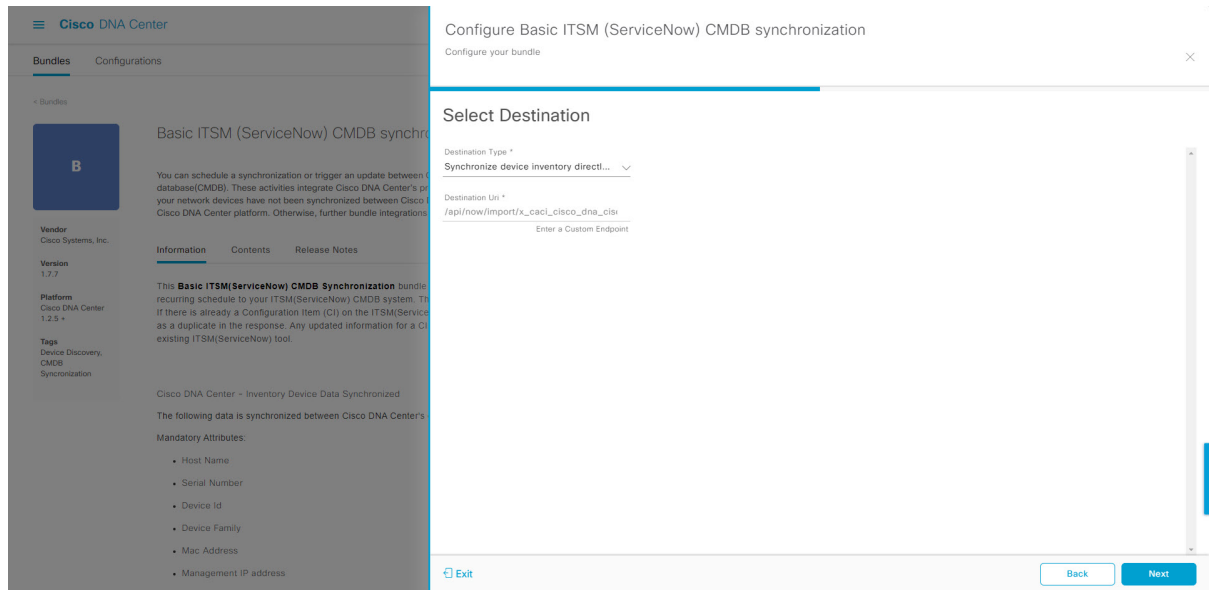 Cisco DNA Center
Bundles Configurations
< Bundles
B
Vendor
Cisco Systems, Inc.
Version
1.7.7
Platform
Cisco DNA Center
1.2.5 +
Tags
Device Discovery,
CMDB
Syncronization
Basic ITSM (ServiceNow) CMDB synchro
You can schedule a synchronization or trigger an update between
database(CMDB). These activities integrate Cisco DNA Center's pr
your network devices have not been synchronized between Cisco
Cisco DNA Center platform. Otherwise, further bundle integrations
Information Contents Release Notes
This Basic ITSM(ServiceNow) CMDB Synchronization bundle
recurring schedule to your ITSM(ServiceNow) CMDB system. Th
If there is already a Configuration Item (CI) on the ITSM(Service
as a duplicate in the response. Any updated information for a CI
existing ITSM(ServiceNow) tool.
Cisco DNA Center - Inventory Device Data Synchronized
The following data is synchronized between Cisco DNA Center's
Mandatory Attributes:
• Host Name
• Serial Number
• Device Id
• Device Family
• Mac Address
• Management IP address
Configure Basic ITSM (ServiceNow) CMDB synchronization
Configure your bundle
Select Destination
Destination Type *
Synchronize device inventory directl...
Destination Uri *
/api/now/import/x_caci_cisco_dna_cis
Enter a Custom Endpoint
Exit
Back
Next